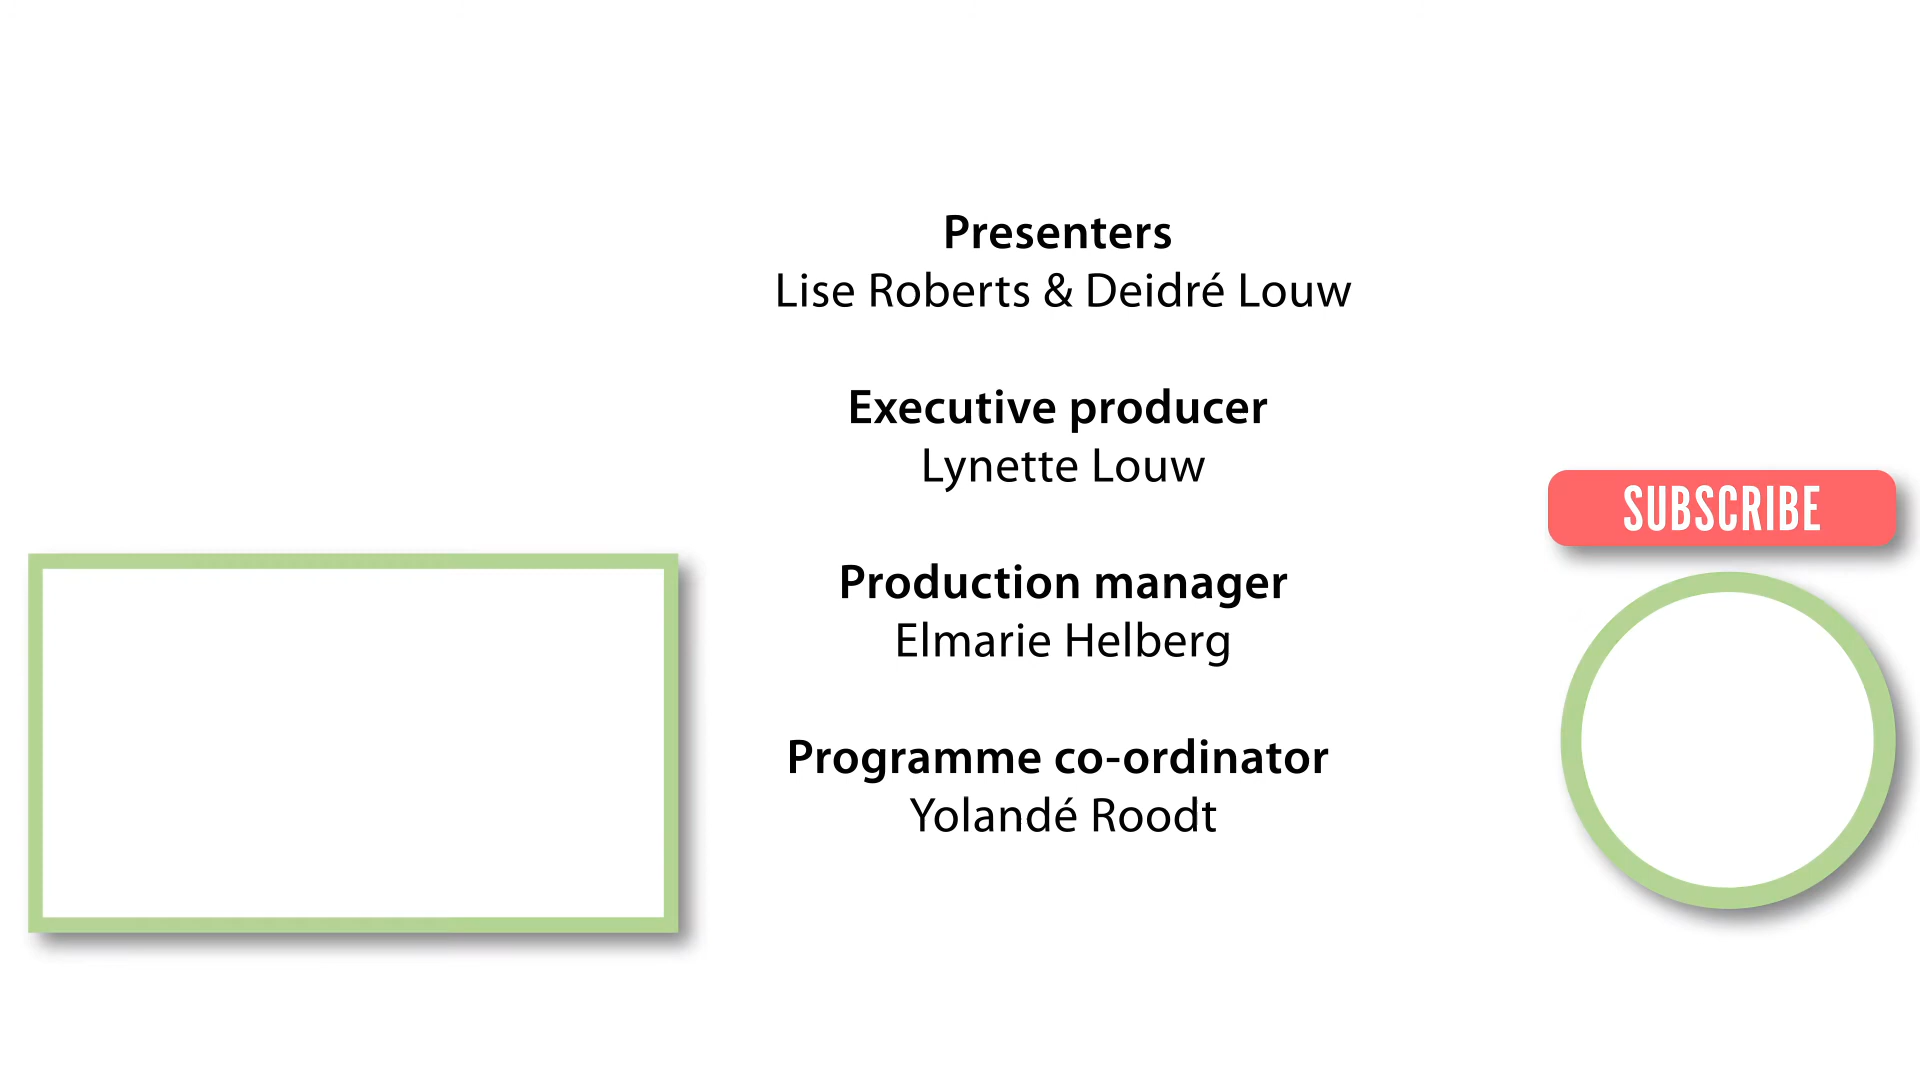 Presenters
Lise Roberts & Deidré Louw
Executive producer
Lynette Louw
Production manager
Elmarie Helberg
Programme co-ordinator
Yolandé Roodt
SUBSCRIBE